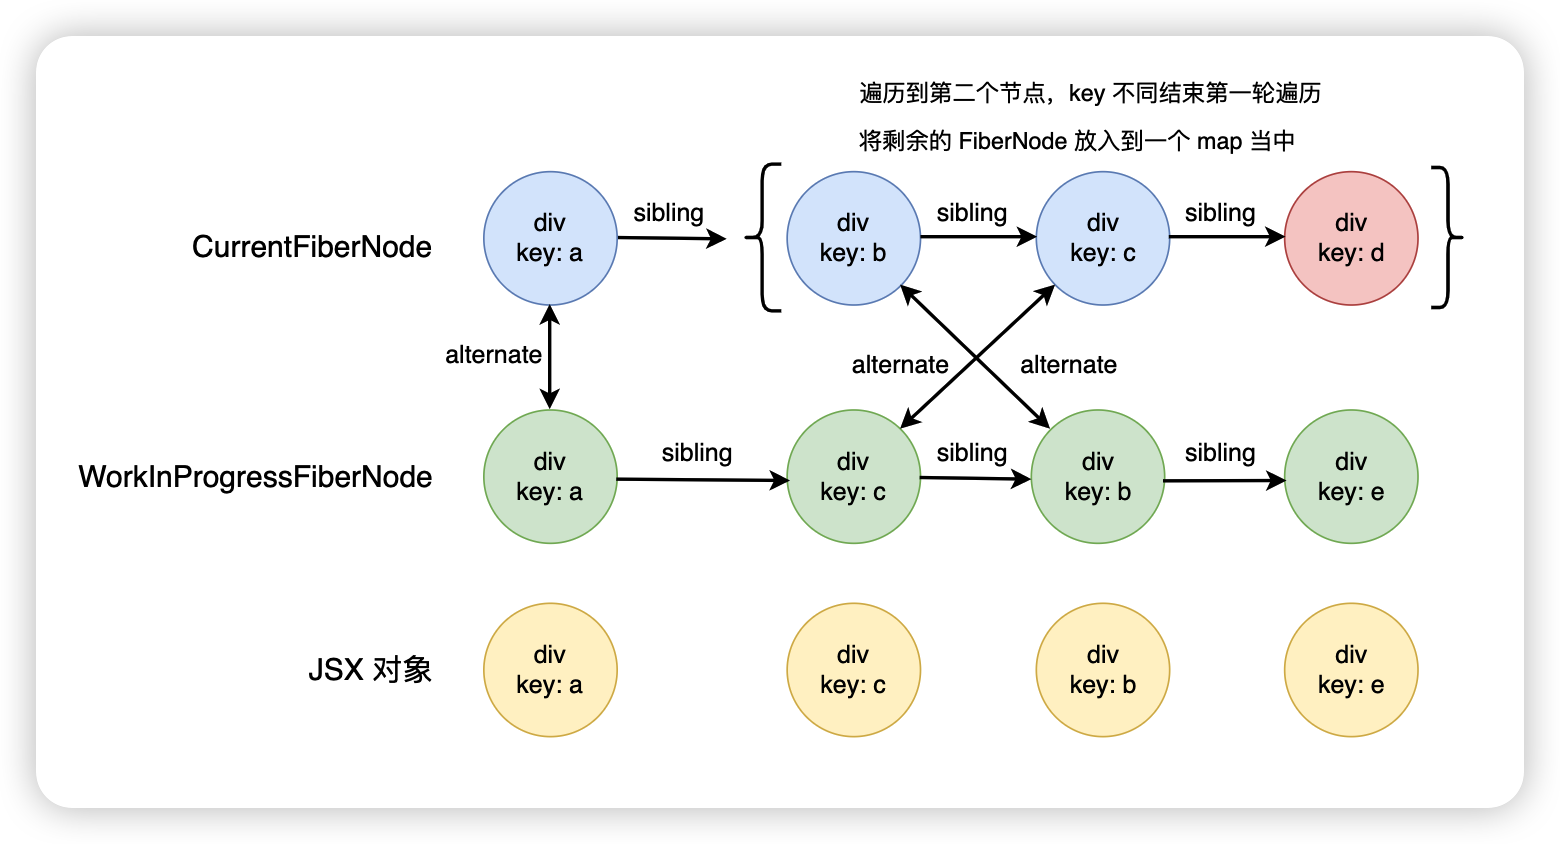 遍历到第二个节点，key 不同结束第一轮遍历
将剩余的 FiberNode 放入到一个 map 当中
CurrentFiberNode
div
key: a
sibling
div
key: b
sibling
div
key: c
sibling
div
key: d
alternate
alternate
alternate
WorkInProgressFiberNode
div
key: a
sibling
div
key: c
sibling
div
key: b
sibling
div
key: e
JSX 对象
div
key: a
div
key: c
div
key: b
div
key: e